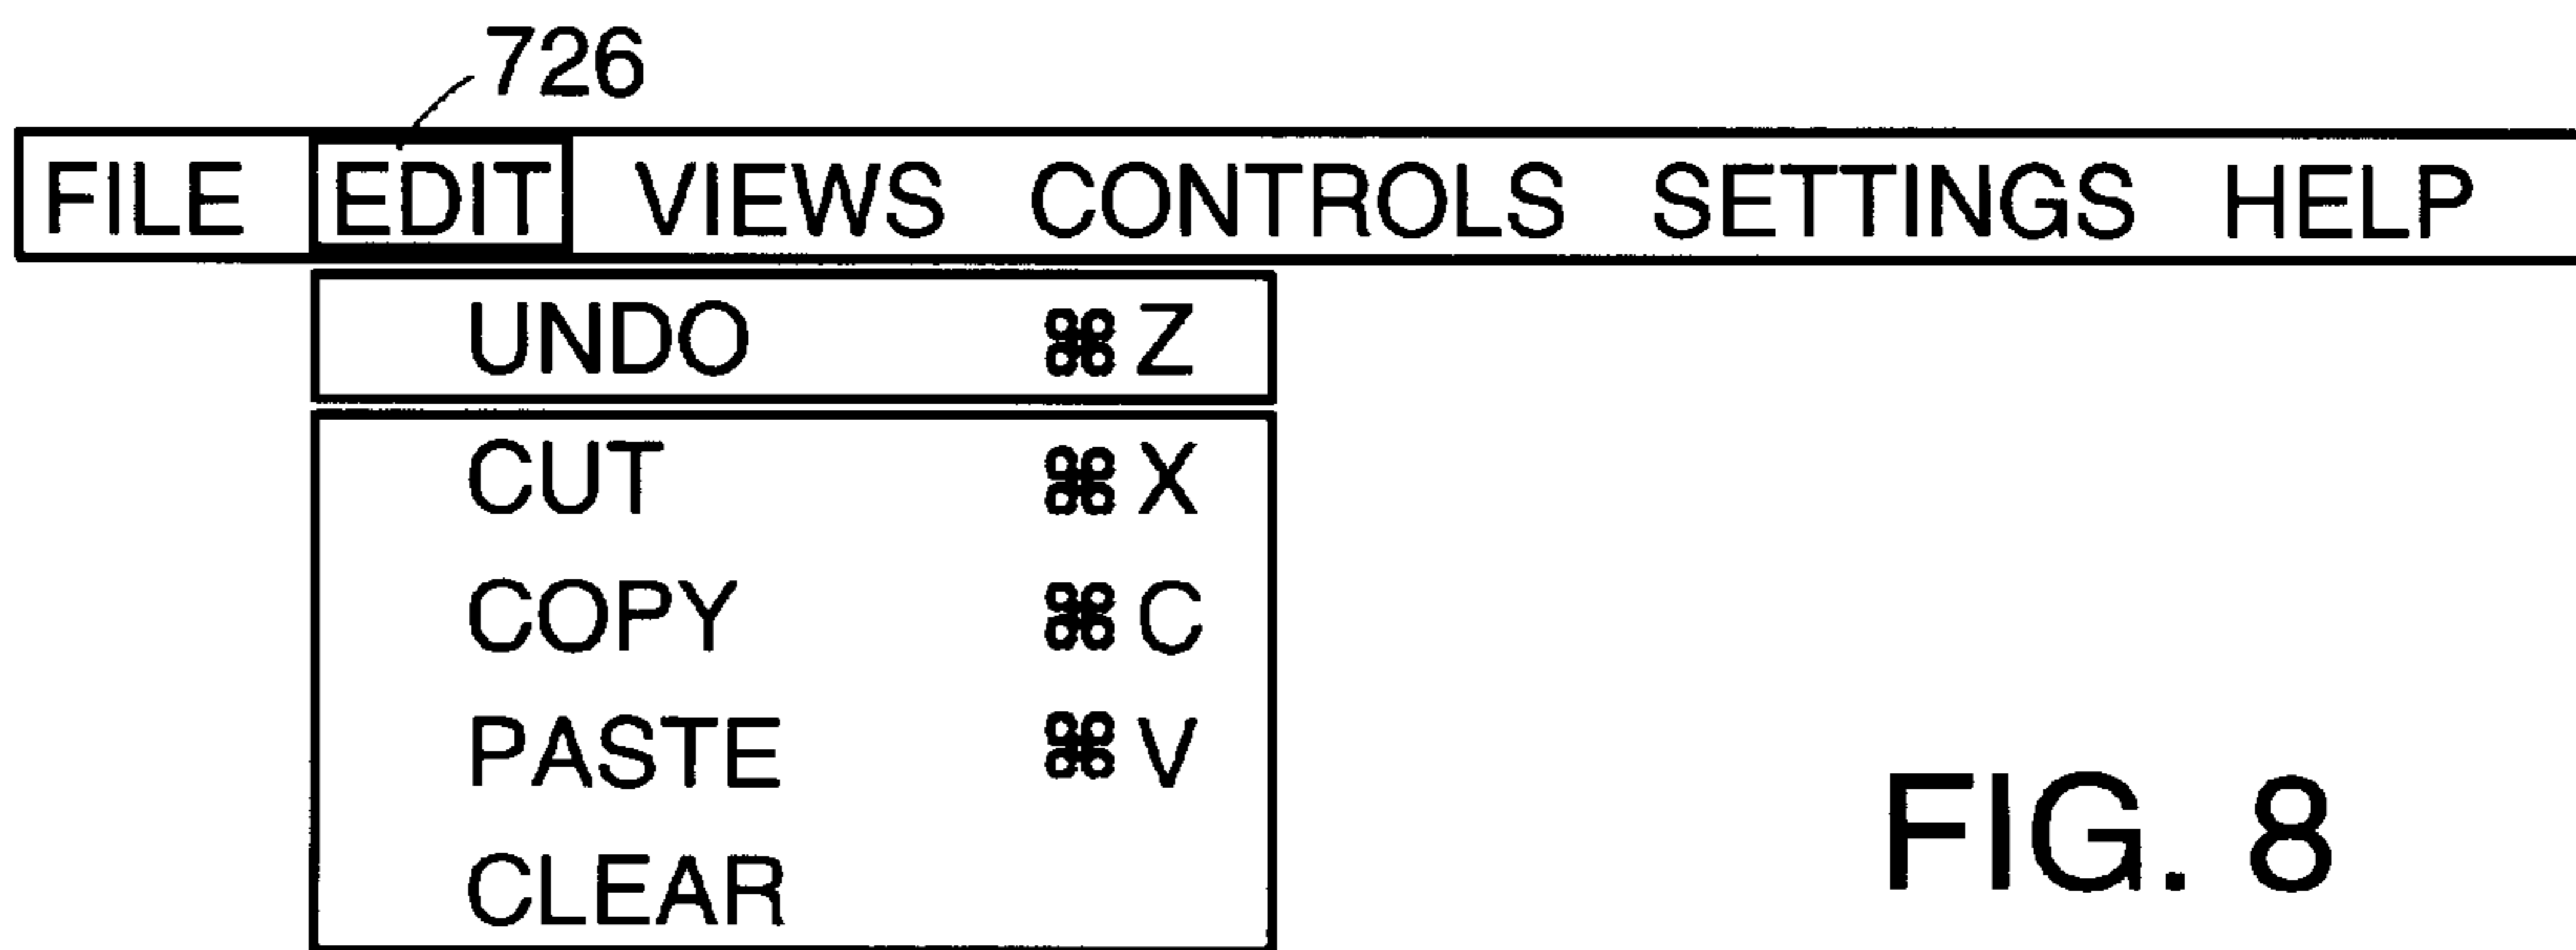 726
FILE EDIT VIEWS CONTROLS SETTINGS HELP
UNDO ⌘ Z
CUT ⌘ X
COPY ⌘ C
PASTE ⌘ V
CLEAR
FIG. 8